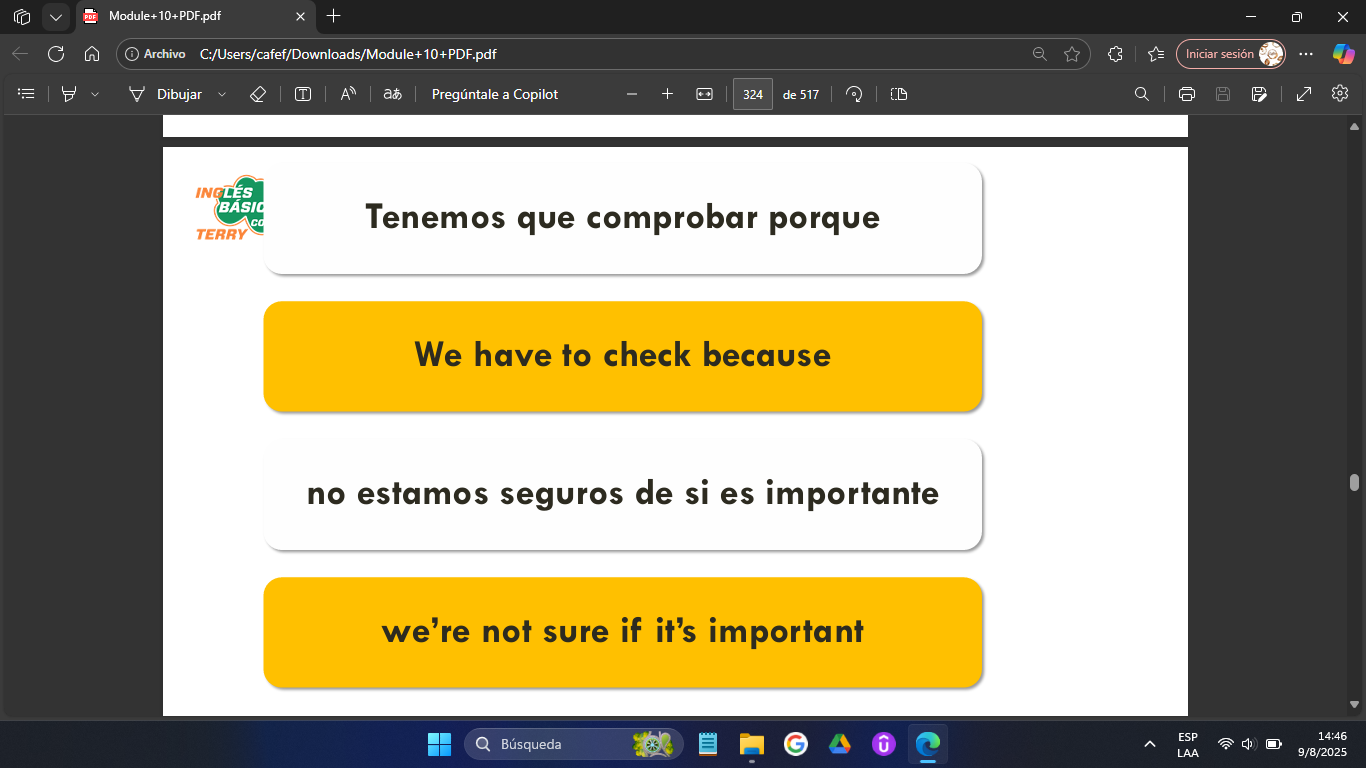 Module+10+PDF.pdf
Archivo C:/Users/cafef/Downloads/Module+10+PDF.pdf Iniciar sesión
Dibujar Pregúntale a Copilot 324 de 517
INGLÉS
BÁSIC
CO
TERRY
Tenemos que comprobar porque
We have to check because
no estamos seguros de si es importante
we're not sure if it's important
Búsqueda
ESP
LAA
14:46
9/8/2025